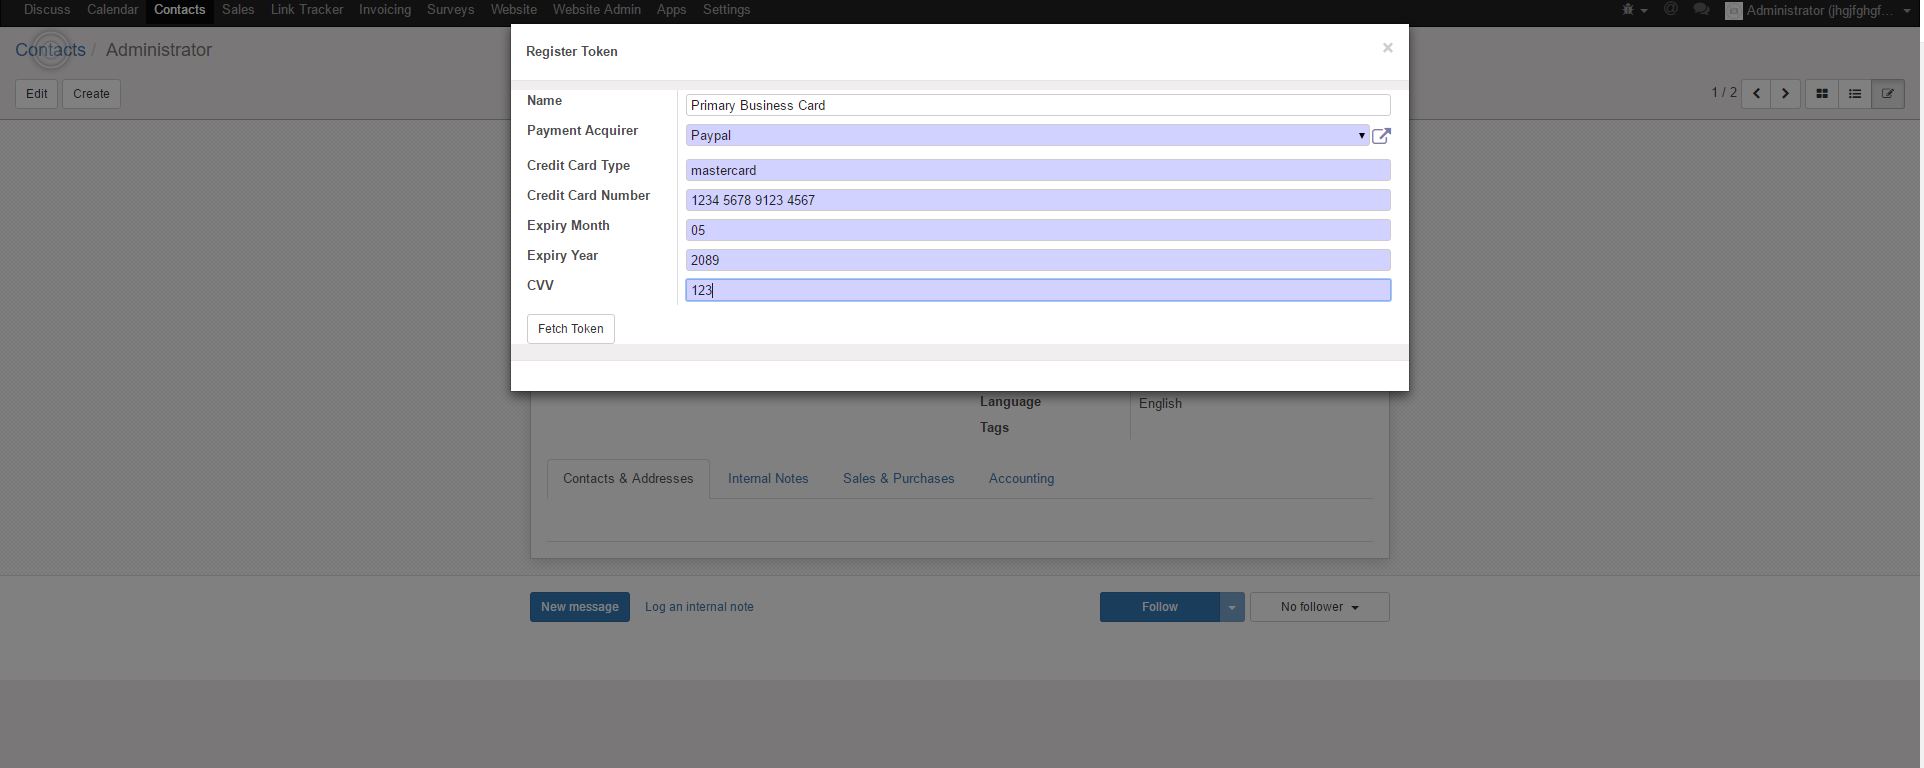 Discuss Calendar Contacts Sales Link Tracker Invoicing Surveys Website Website Admin Apps Settings @ Administrator (jhgjfghgf...
Contacts / Administrator
Register Token ×
Edit Create
1 / 2
Name Primary Business Card
Payment Acquirer Paypal
Credit Card Type mastercard
Credit Card Number 1234 5678 9123 4567
Expiry Month 05
Expiry Year 2089
CVV 123
Fetch Token
Language English
Tags
Contacts & Addresses Internal Notes Sales & Purchases Accounting
New message Log an internal note Follow No follower